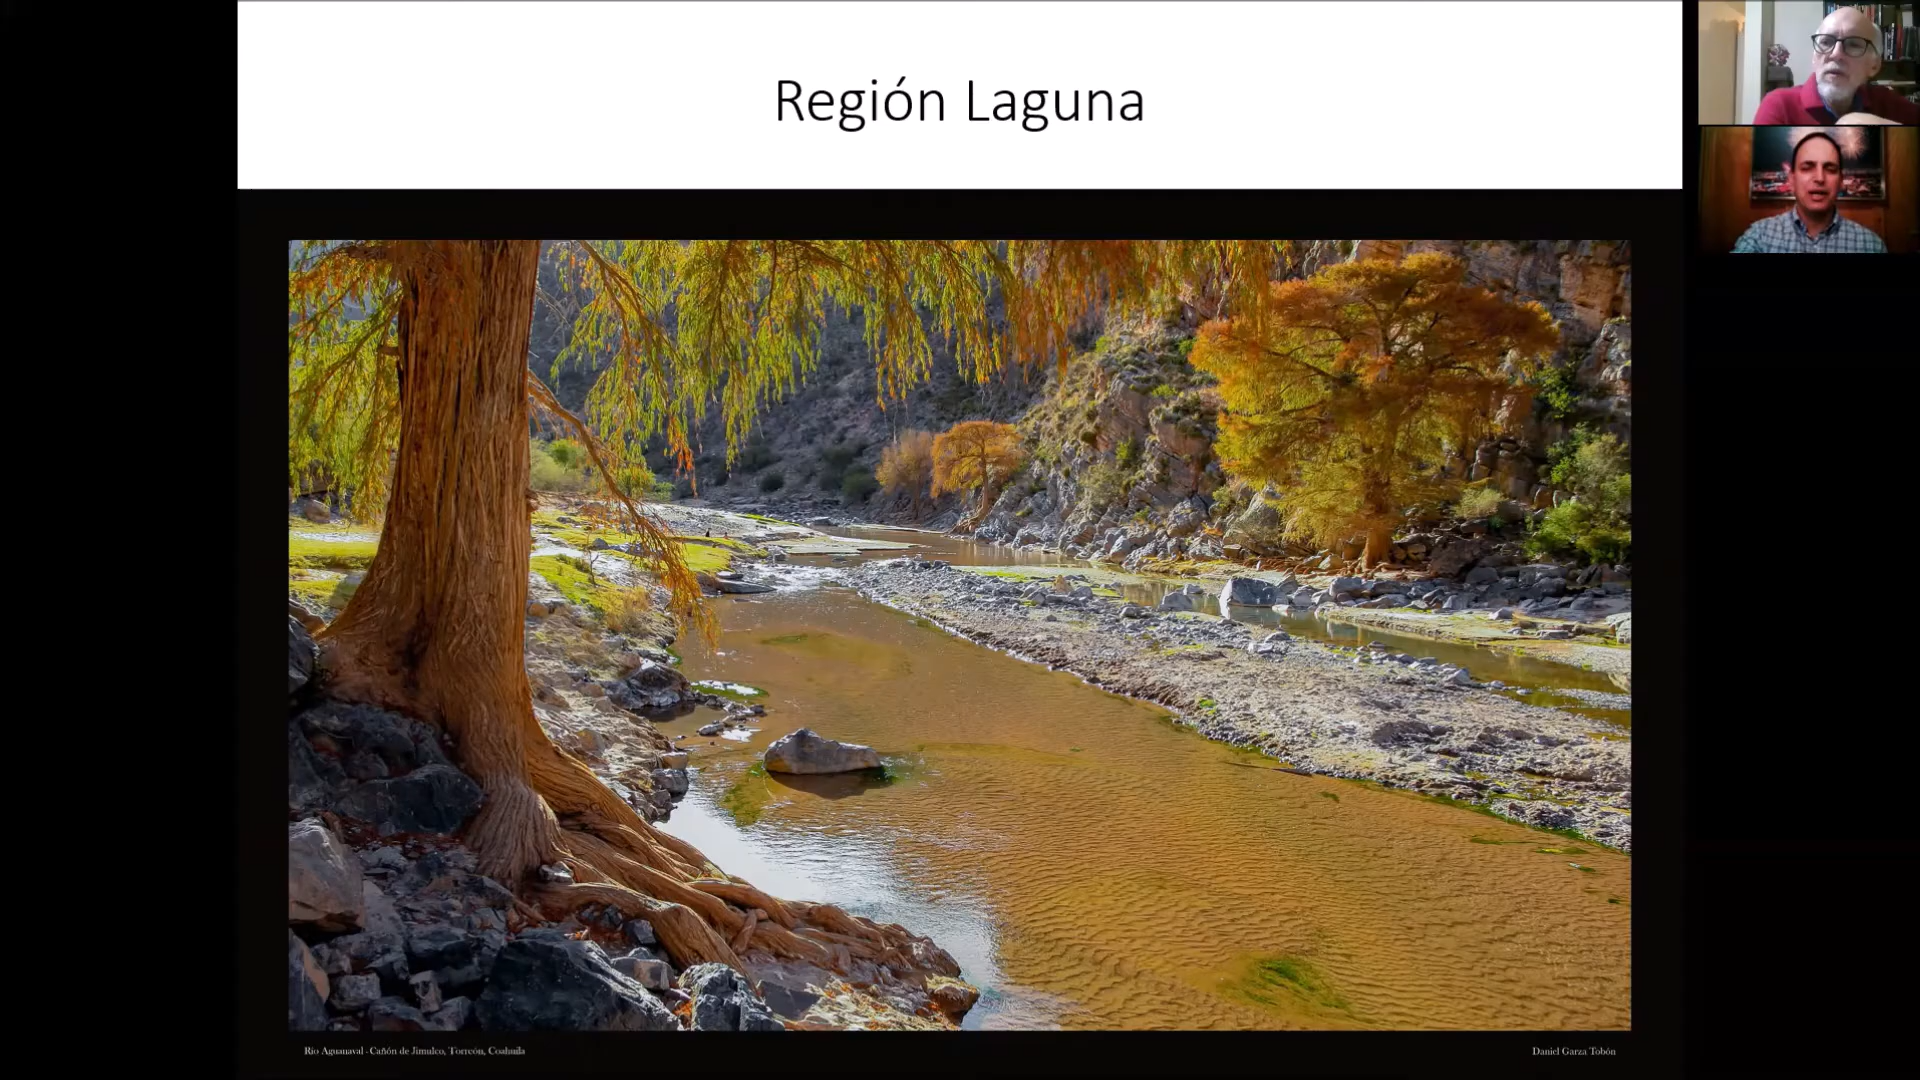 Región Laguna
Río Aguanaval - Cañón de Jimulco, Torreón, Coahuila
Daniel Garza Tobón